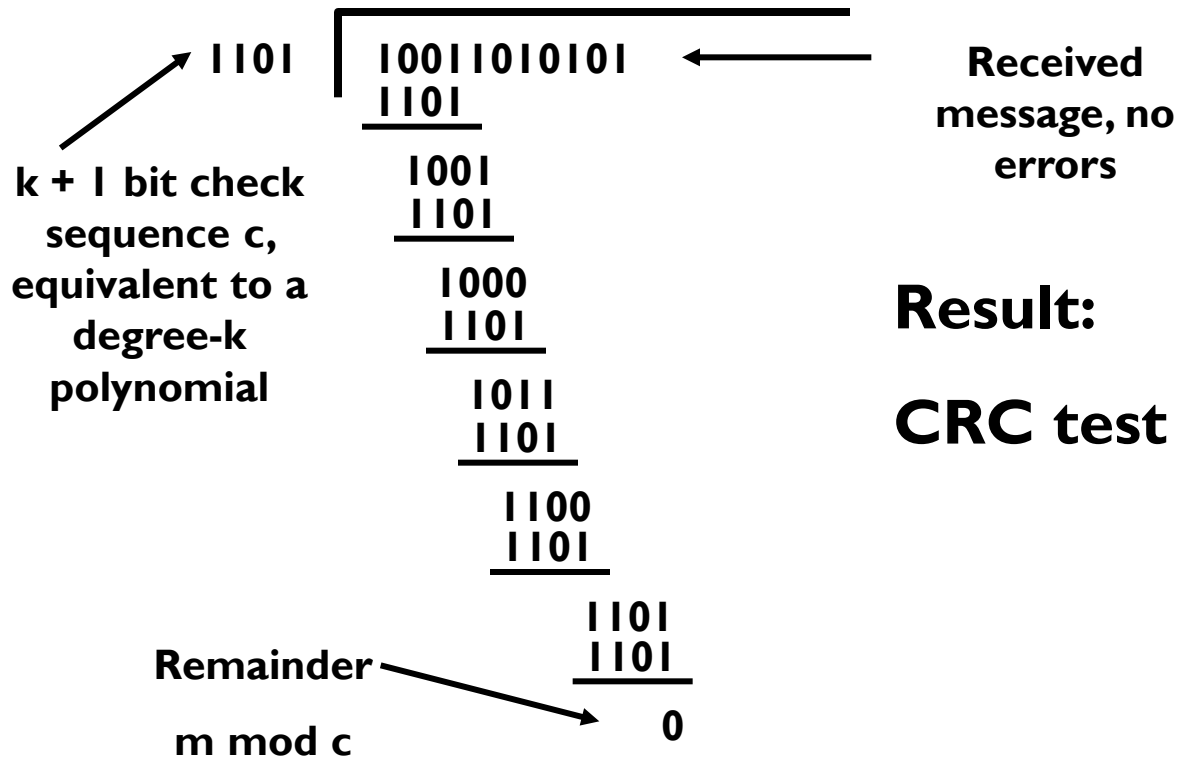 1101
10011010101
1101
1001
1101
1000
1101
1011
1101
1100
1101
1101
1101
0
k + 1 bit check
sequence c,
equivalent to a
degree-k
polynomial
Received
message, no
errors
Result:
CRC test
Remainder
m mod c